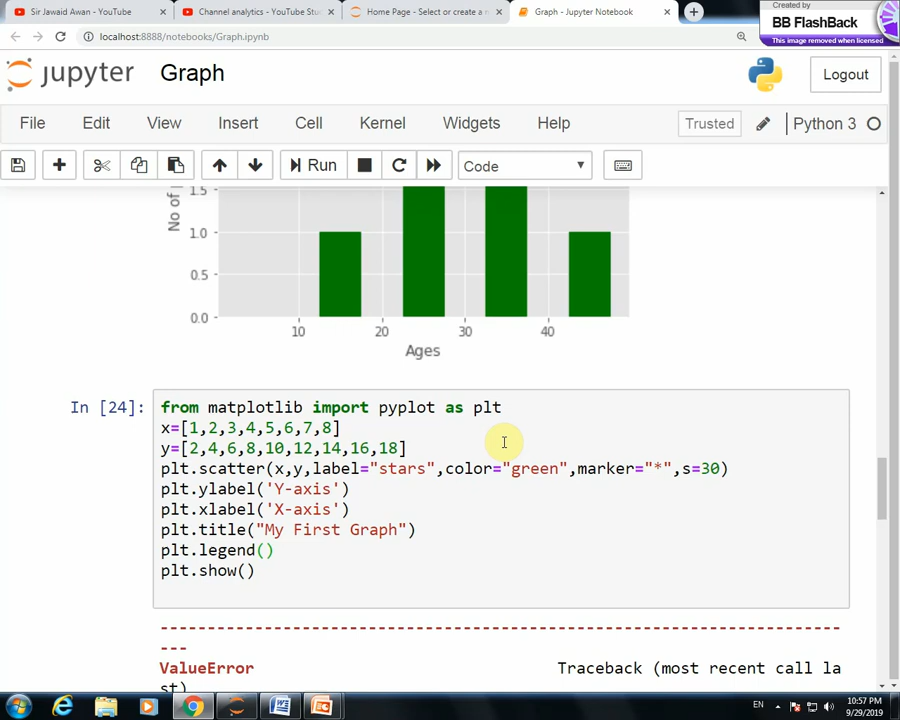 Sir Jawaid Awan - YouTube
Channel analytics - YouTube Stu
Home Page - Select or create a n
Graph - Jupyter Notebook
Created by
BB FlashBack
This image removed when licensed
localhost:8888/notebooks/Graph.ipynb
jupyter Graph
Logout
File Edit View Insert Cell Kernel Widgets Help
Trusted
Python 3
Run
Code
No of
1.5
1.0
0.5
0.0
10 20 30 40
Ages
In [24]:
from matplotlib import pyplot as plt
x=[1,2,3,4,5,6,7,8]
y=[2,4,6,8,10,12,14,16,18]
plt.scatter(x,y,label="stars",color="green",marker="*",s=30)
plt.ylabel('Y-axis')
plt.xlabel('X-axis')
plt.title("My First Graph")
plt.legend()
plt.show()
---------------------------------------------------------------------------
ValueError Traceback (most recent call la
st)
EN
10:57 PM
9/29/2019